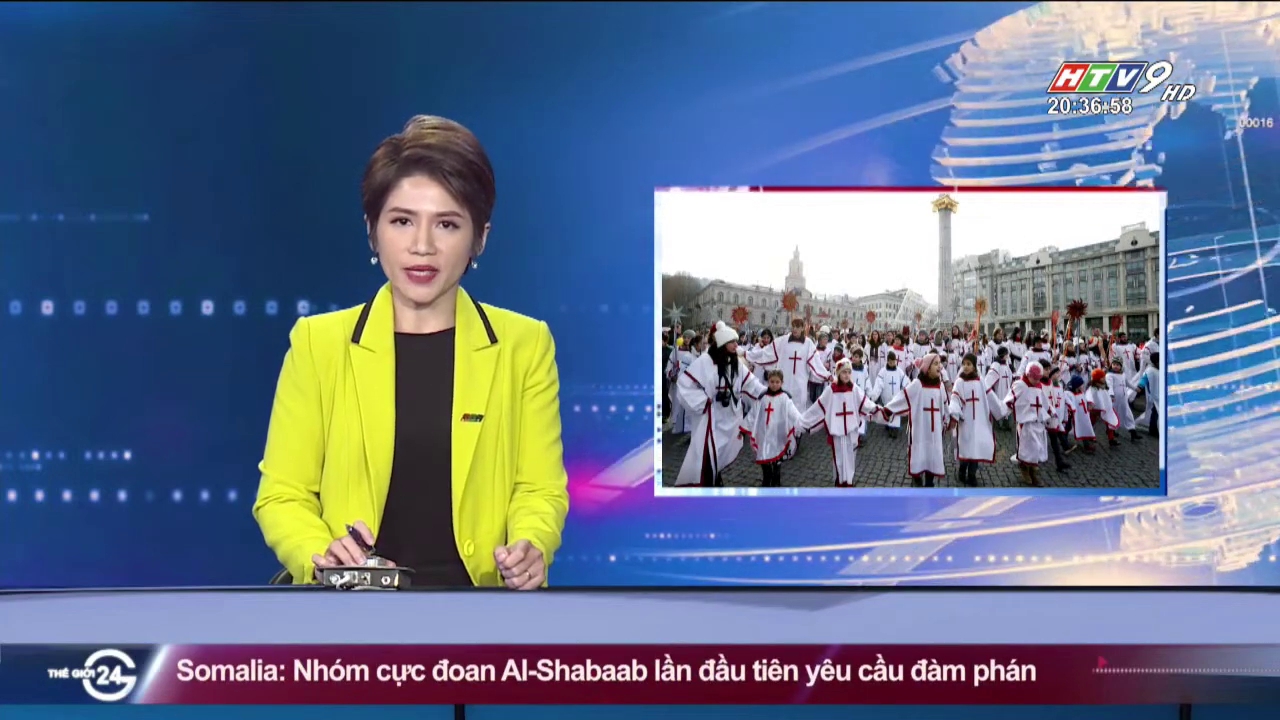 HTV9 HD
20:36:58
00016
THẾ GIỚI 24G
Somalia: Nhóm cực đoan Al-Shabaab lần đầu tiên yêu cầu đàm phán